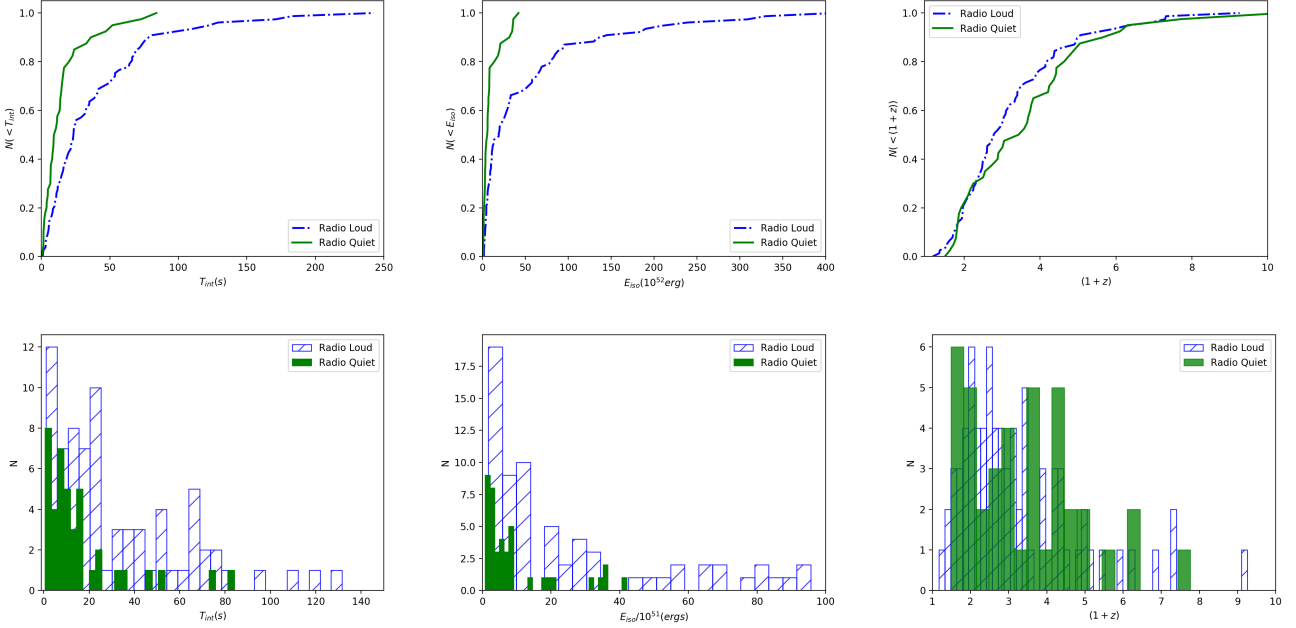 1.0
0.8
0.6
0.4
0.2
0.0
N(< T_int)
0 50 100 150 200 250
T_int(s)
Radio Loud
Radio Quiet
1.0
0.8
0.6
0.4
0.2
0.0
N(< E_iso)
0 50 100 150 200 250 300 350 400
E_iso(10^52 erg)
Radio Loud
Radio Quiet
1.0
0.8
0.6
0.4
0.2
0.0
N(< (1 + z))
2 4 6 8 10
(1 + z)
Radio Loud
Radio Quiet
12
10
8
6
4
2
0
N
0 20 40 60 80 100 120 140
T_int(s)
Radio Loud
Radio Quiet
17.5
15.0
12.5
10.0
7.5
5.0
2.5
0.0
N
0 20 40 60 80 100
E_iso/10^51(ergs)
Radio Loud
Radio Quiet
6
5
4
3
2
1
0
N
1 2 3 4 5 6 7 8 9 10
(1 + z)
Radio Loud
Radio Quiet